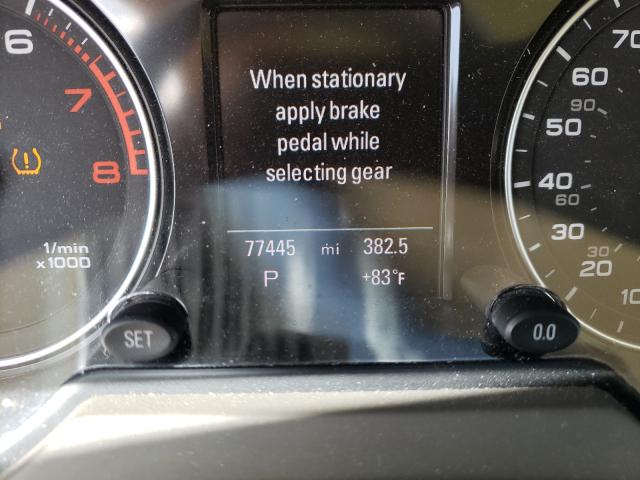 6
7
8
1/min
x1000
When stationary
apply brake
pedal while
selecting gear
77445 mi 382.5
P +83°F
SET
0.0
70
60
90
50
40
60
30
30
20
10